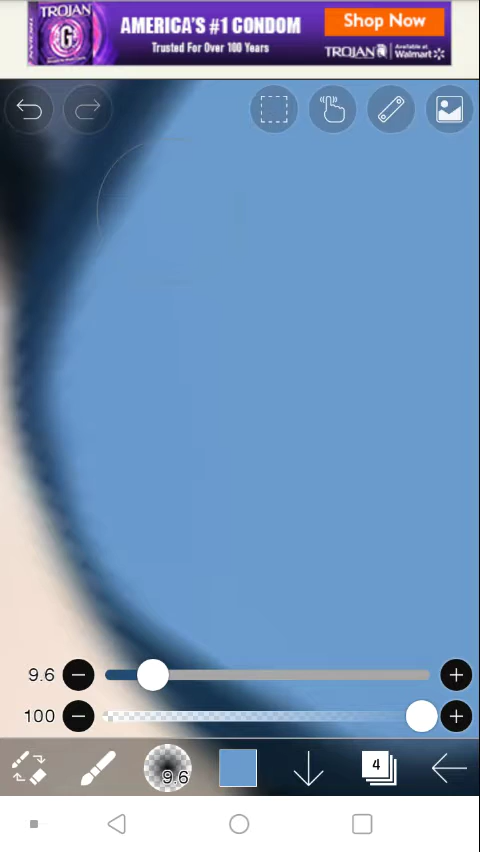 TROJAN
G
AMERICA'S #1 CONDOM
Trusted For Over 100 Years
Shop Now
TROJAN
Available at
Walmart
9.6
100
9.6
4